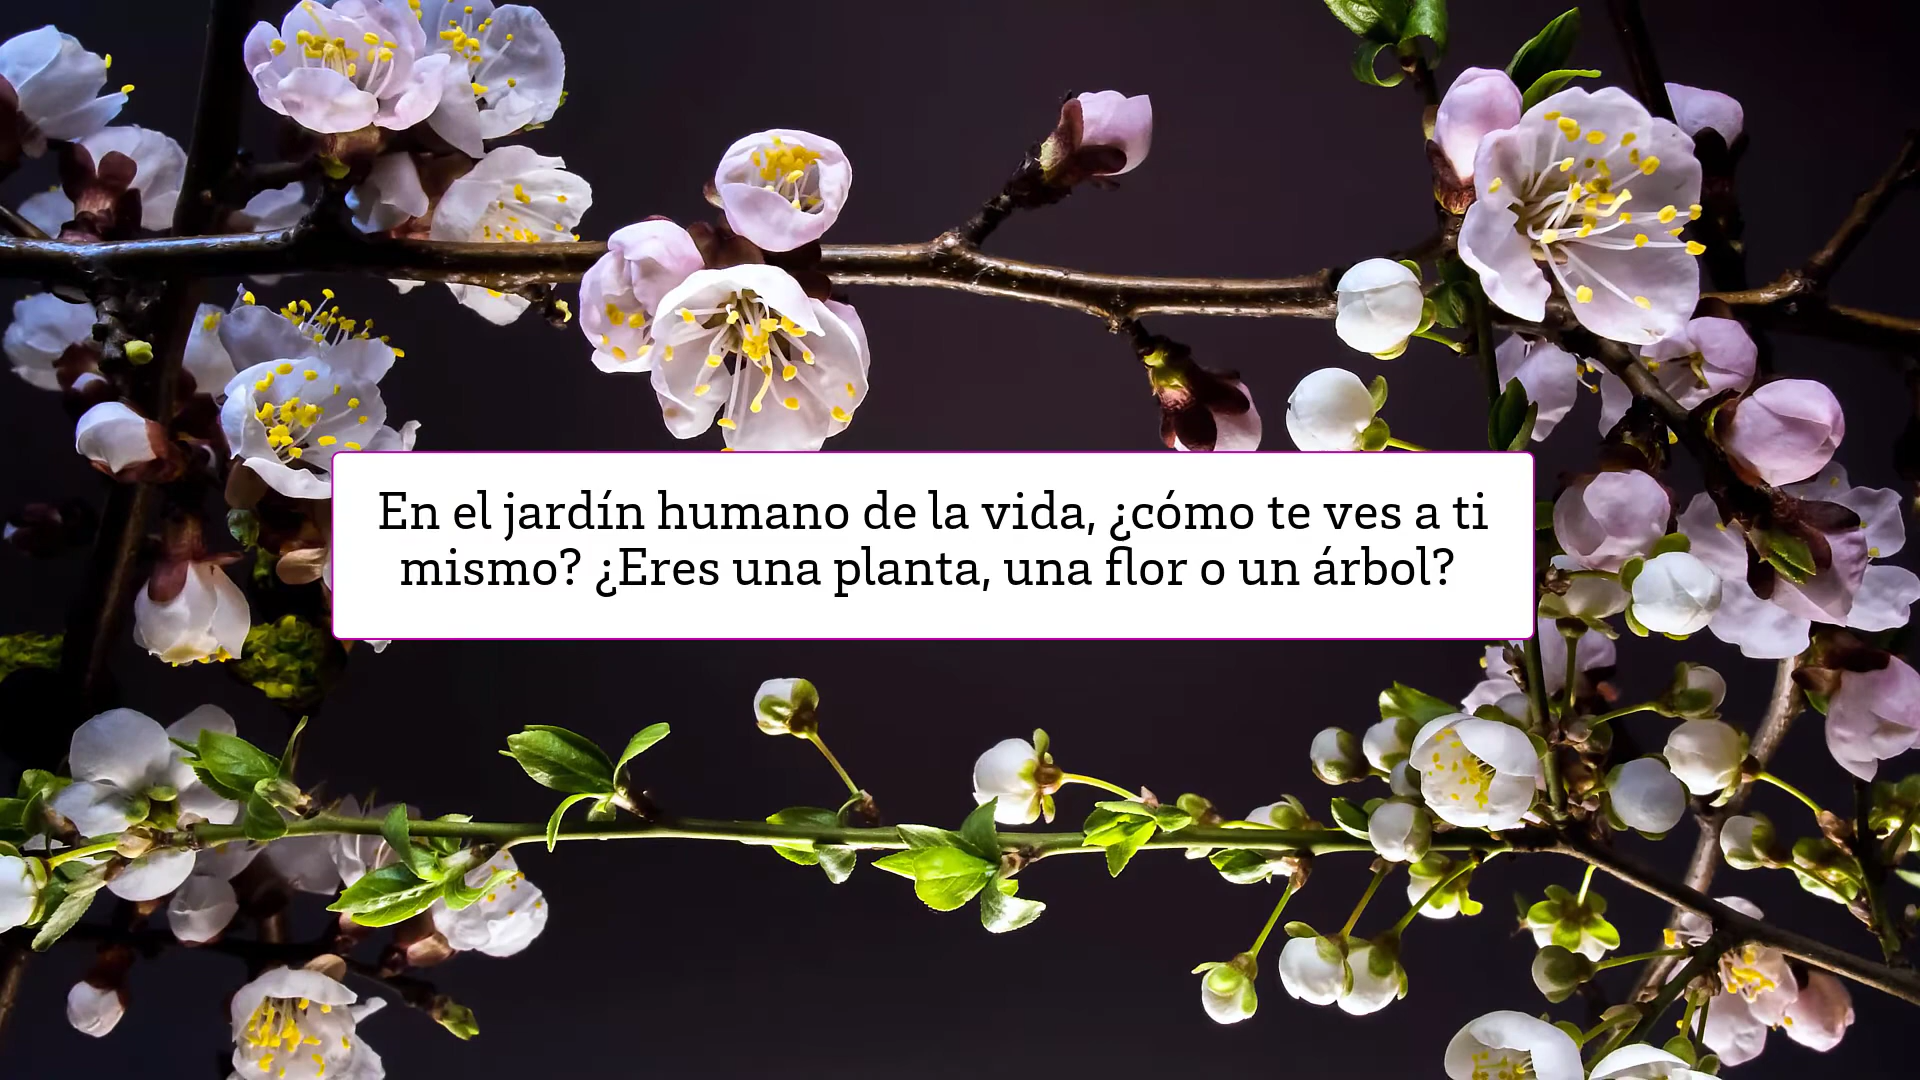 En el jardín humano de la vida, ¿cómo te ves a ti
mismo? ¿Eres una planta, una flor o un árbol?